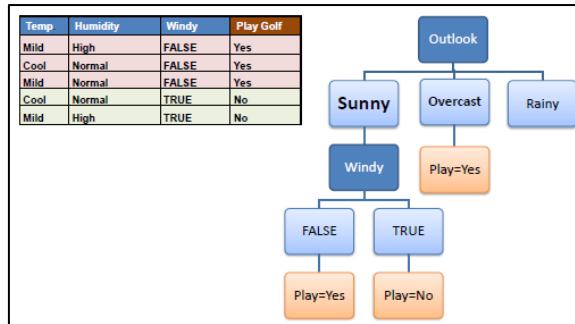 Temp Humidity Windy Play Golf
Mild High FALSE Yes
Cool Normal FALSE Yes
Mild Normal FALSE Yes
Cool Normal TRUE No
Mild High TRUE No
Outlook
Sunny Overcast Rainy
Windy Play=Yes
FALSE TRUE
Play=Yes Play=No